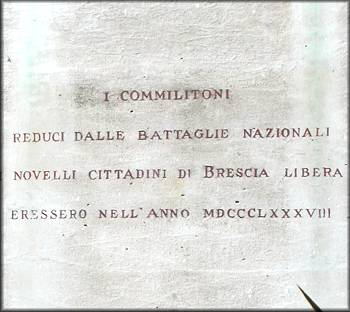 I COMMILITONI
REDUCI DALLE BATTAGLIE NAZIONALI
NOVELLI CITTADINI DI BRESCIA LIBERA
ERESSERO NELL'ANNO MDCCCLXXXVIII